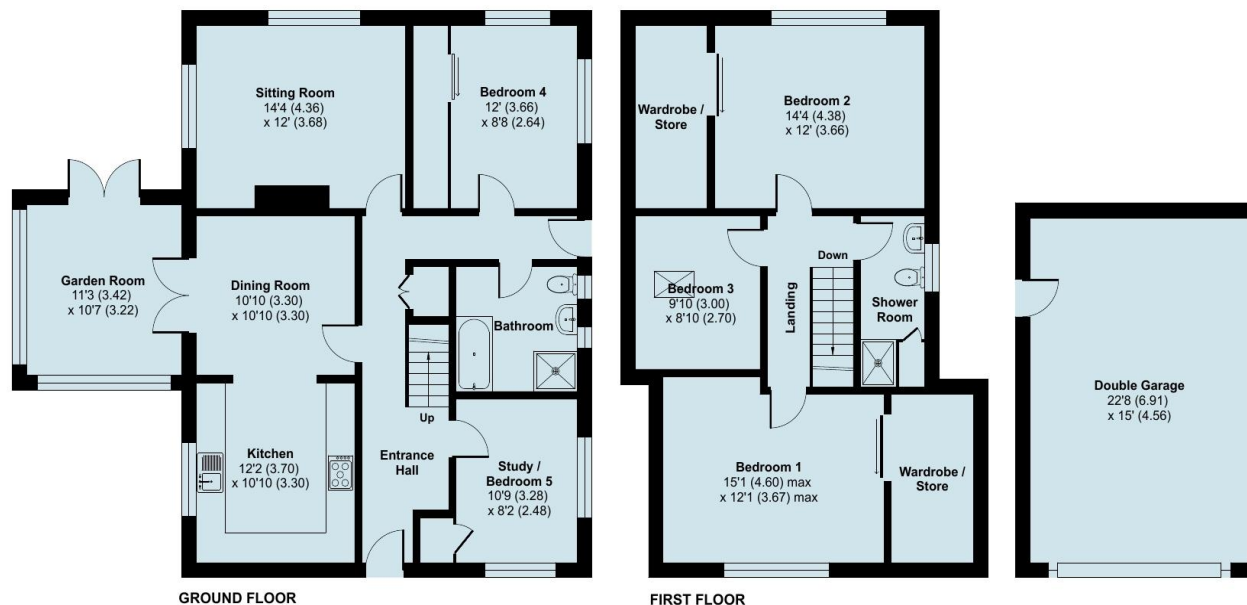 Sitting Room
14'4 (4.36)
x 12' (3.68)
Bedroom 4
12' (3.66)
x 8'8 (2.64)
Garden Room
11'3 (3.42)
x 10'7 (3.22)
Dining Room
10'10 (3.30)
x 10'10 (3.30)
Bathroom
Up
Kitchen
12'2 (3.70)
x 10'10 (3.30)
Entrance
Hall
Study /
Bedroom 5
10'9 (3.28)
x 8'2 (2.48)
GROUND FLOOR
Wardrobe /
Store
Bedroom 2
14'4 (4.38)
x 12' (3.66)
Bedroom 3
9'10 (3.00)
x 8'10 (2.70)
Down
Landing
Shower
Room
Bedroom 1
15'1 (4.60) max
x 12'1 (3.67) max
Wardrobe /
Store
FIRST FLOOR
Double Garage
22'8 (6.91)
x 15' (4.56)